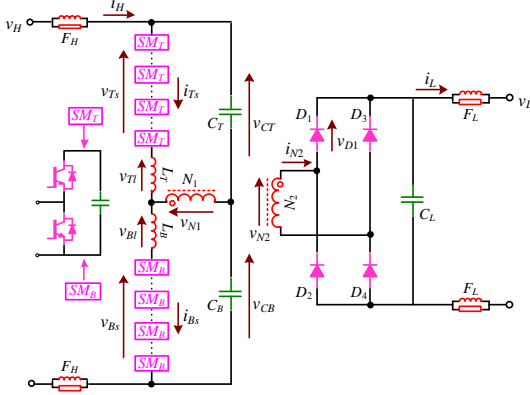 v_H
i_H
F_H
SM_T
SM_T
SM_T
SM_T
v_Ts
i_Ts
C_T
v_CT
SM_T
v_Tl
L_T
N_1
v_N1
v_Bl
L_B
SM_B
SM_B
SM_B
SM_B
SM_B
v_Bs
i_Bs
C_B
v_CB
F_H
i_N2
v_N2
N_2
D_1
D_3
v_D1
D_2
D_4
i_L
F_L
v_L
C_L
F_L